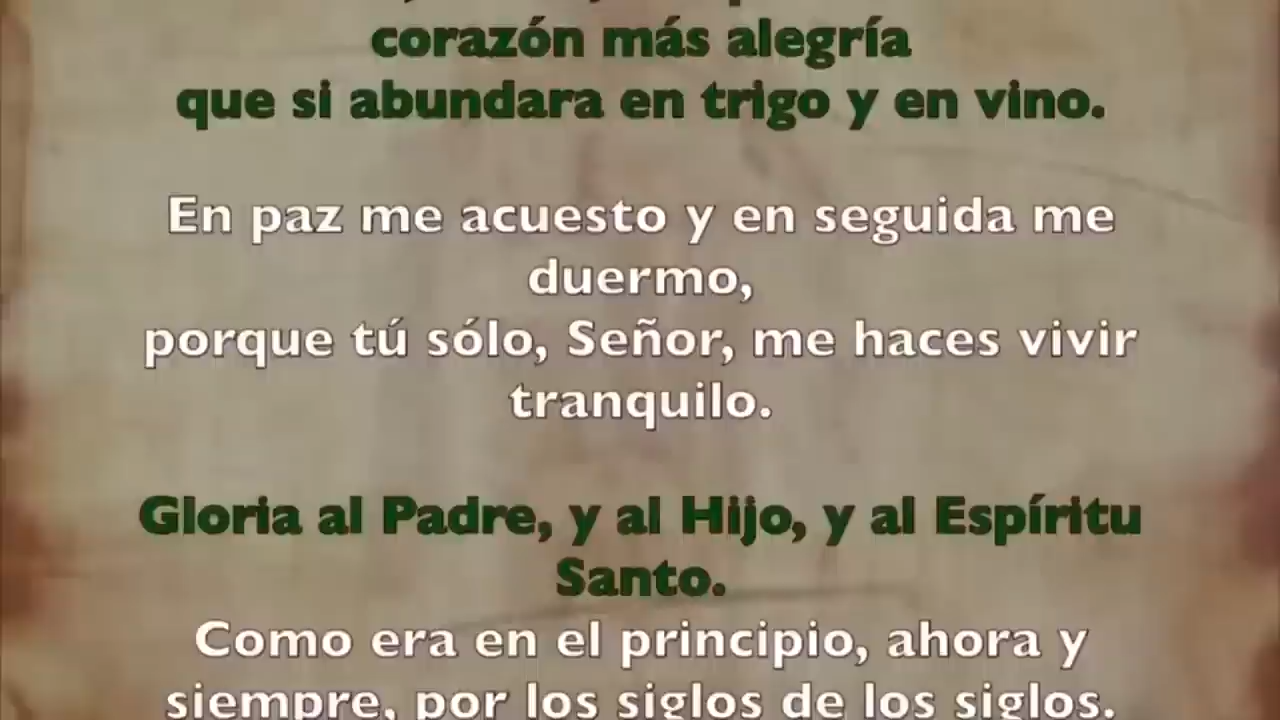 corazón más alegría
que si abundara en trigo y en vino.
En paz me acuesto y en seguida me
duermo,
porque tú sólo, Señor, me haces vivir
tranquilo.
Gloria al Padre, y al Hijo, y al Espíritu
Santo.
Como era en el principio, ahora y
siempre, por los siglos de los siglos.